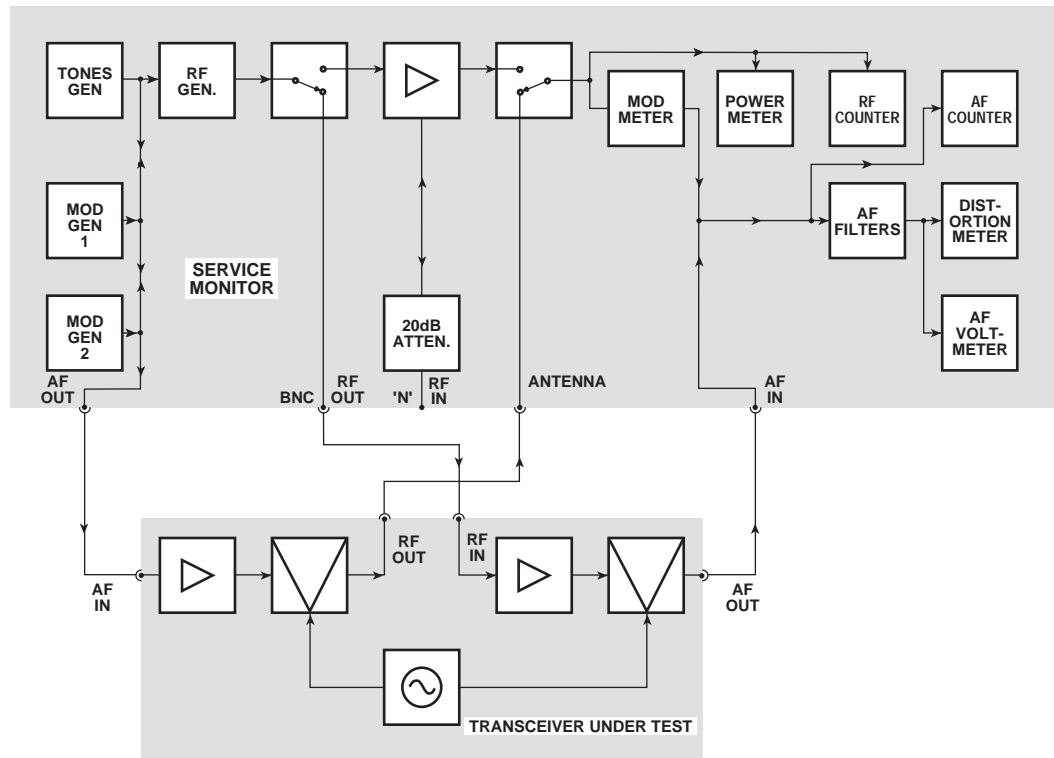 TONES
GEN
RF
GEN.
MOD
METER
POWER
METER
RF
COUNTER
AF
COUNTER
MOD
GEN
1
AF
FILTERS
DIST-
ORTION
METER
SERVICE
MONITOR
MOD
GEN
2
20dB
ATTEN.
AF
VOLT-
METER
AF
OUT
BNC
RF
OUT
'N'
RF
IN
ANTENNA
AF
IN
RF
OUT
RF
IN
AF
IN
AF
OUT
TRANSCEIVER UNDER TEST